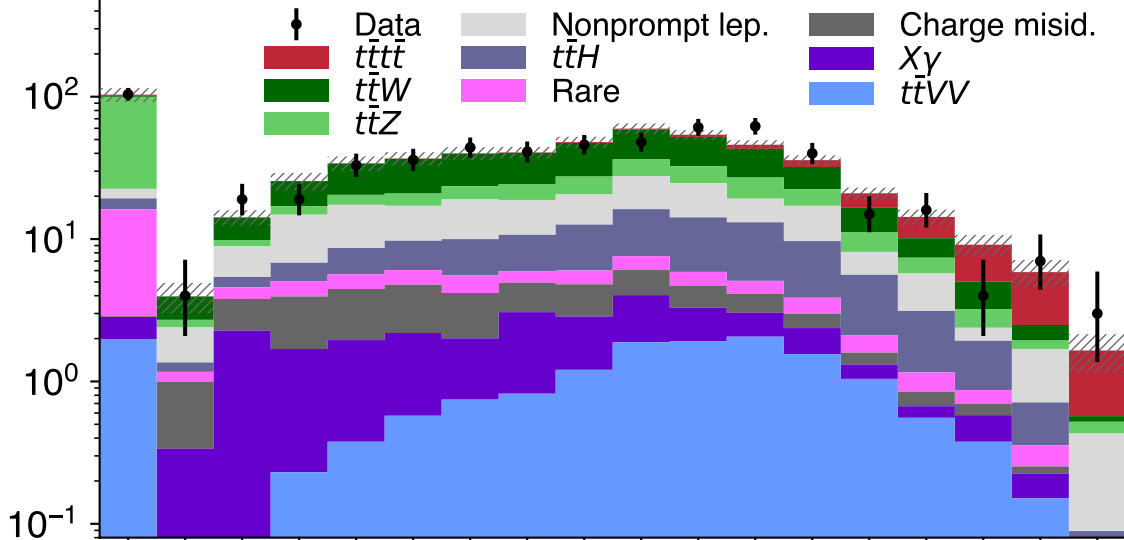 Data Nonprompt lep. Charge misid.
tt̄tt̄ tt̄H Xγ
tt̄W Rare tt̄VV
tt̄Z
10²
10¹
10⁰
10⁻¹